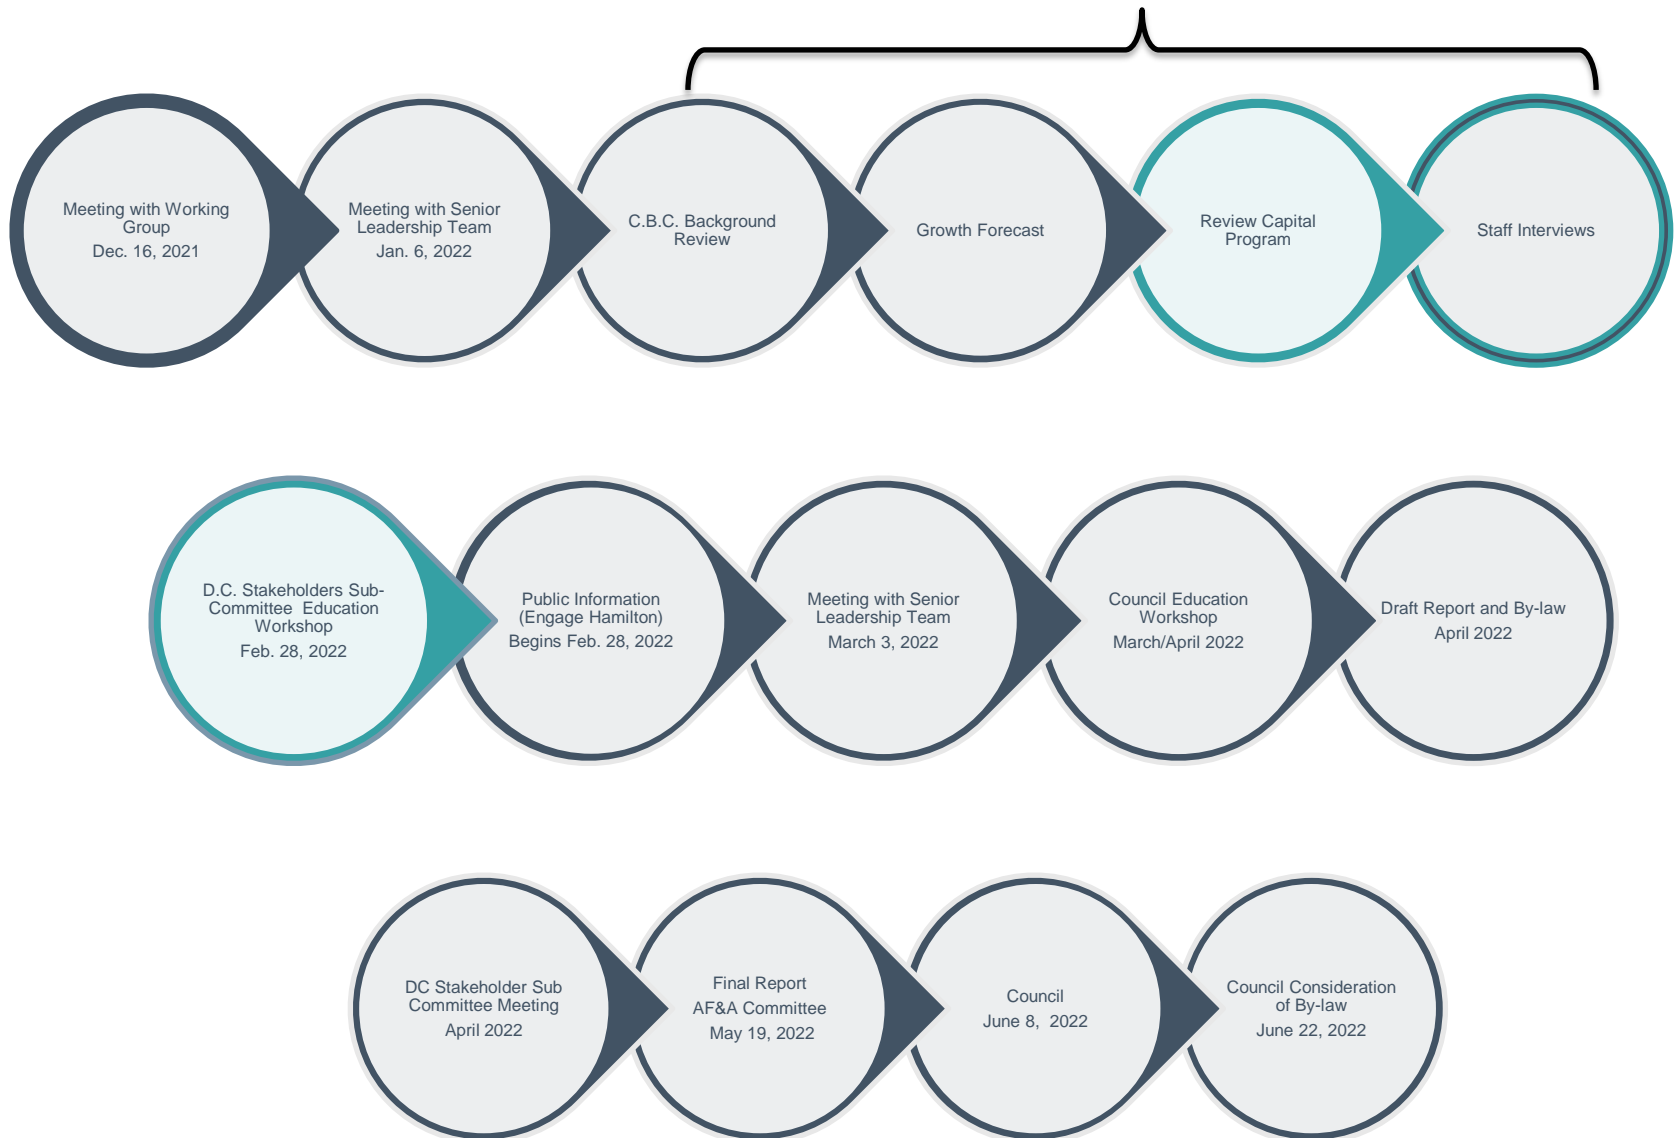 Meeting with Working
Group
Dec. 16, 2021
Meeting with Senior
Leadership Team
Jan. 6, 2022
C.B.C. Background
Review
Growth Forecast
Review Capital
Program
Staff Interviews
D.C. Stakeholders Sub-
Committee Education
Workshop
Feb. 28, 2022
Public Information
(Engage Hamilton)
Begins Feb. 28, 2022
Meeting with Senior
Leadership Team
March 3, 2022
Council Education
Workshop
March/April 2022
Draft Report and By-law
April 2022
DC Stakeholder Sub
Committee Meeting
April 2022
Final Report
AF&A Committee
May 19, 2022
Council
June 8, 2022
Council Consideration
of By-law
June 22, 2022